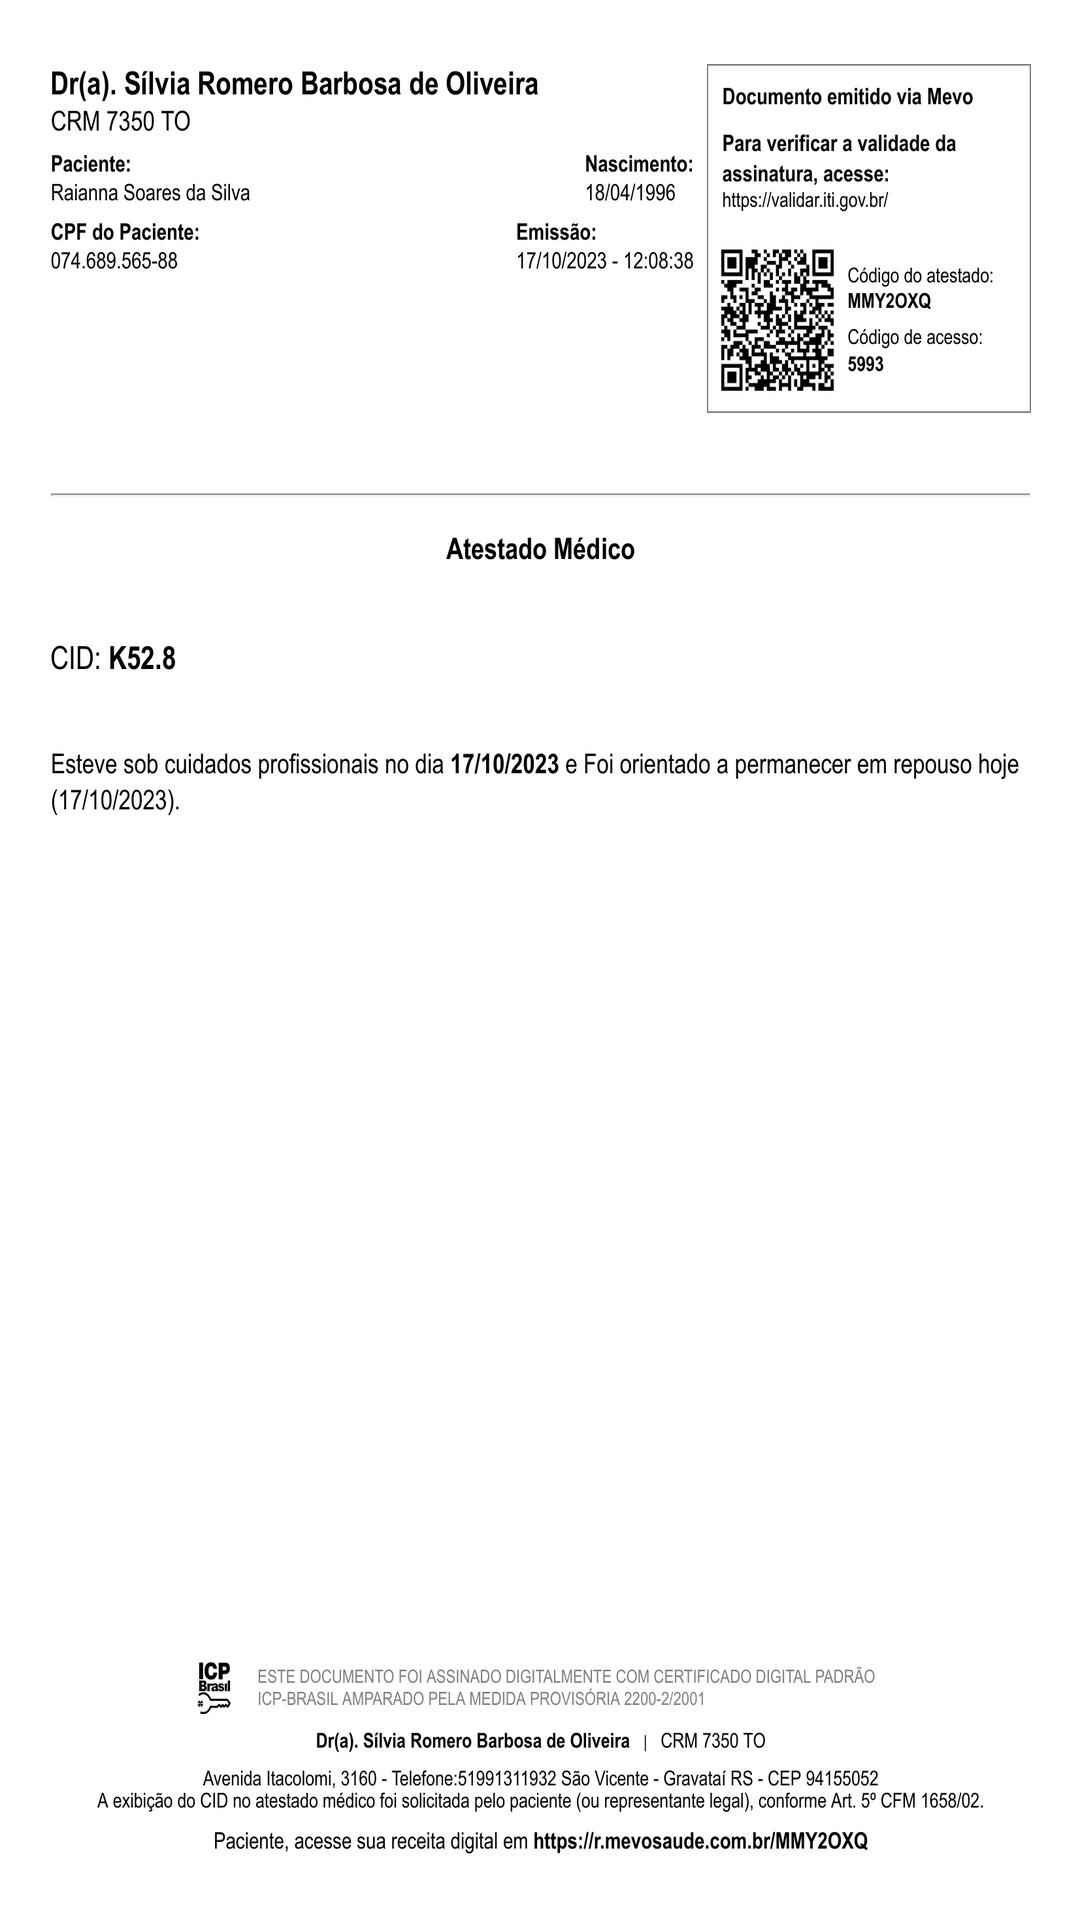 Dr(a). Sílvia Romero Barbosa de Oliveira
CRM 7350 TO
Paciente:
Raianna Soares da Silva
Nascimento:
18/04/1996
CPF do Paciente:
074.689.565-88
Emissão:
17/10/2023 - 12:08:38
Documento emitido via Mevo
Para verificar a validade da
assinatura, acesse:
https://validar.iti.gov.br/
Código do atestado:
MMY2OXQ
Código de acesso:
5993
Atestado Médico
CID: K52.8
Esteve sob cuidados profissionais no dia 17/10/2023 e Foi orientado a permanecer em repouso hoje
(17/10/2023).
ICP
Brasil
ESTE DOCUMENTO FOI ASSINADO DIGITALMENTE COM CERTIFICADO DIGITAL PADRÃO
ICP-BRASIL AMPARADO PELA MEDIDA PROVISÓRIA 2200-2/2001
Dr(a). Sílvia Romero Barbosa de Oliveira | CRM 7350 TO
Avenida Itacolomi, 3160 - Telefone:51991311932 São Vicente - Gravataí RS - CEP 94155052
A exibição do CID no atestado médico foi solicitada pelo paciente (ou representante legal), conforme Art. 5º CFM 1658/02.
Paciente, acesse sua receita digital em https://r.mevosaude.com.br/MMY2OXQ